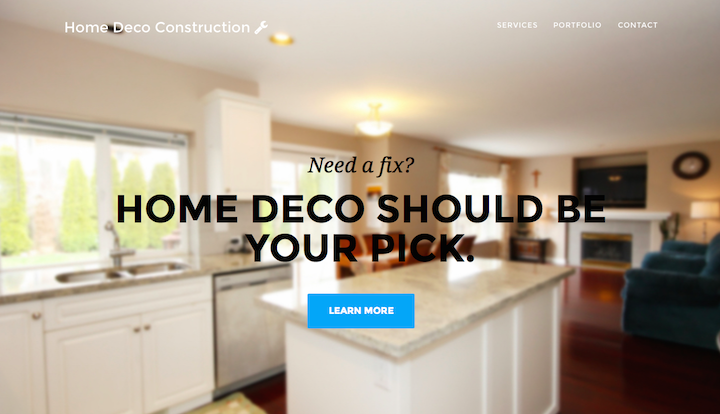 Home Deco Construction
SERVICES PORTFOLIO CONTACT
Need a fix?
HOME DECO SHOULD BE
YOUR PICK.
LEARN MORE